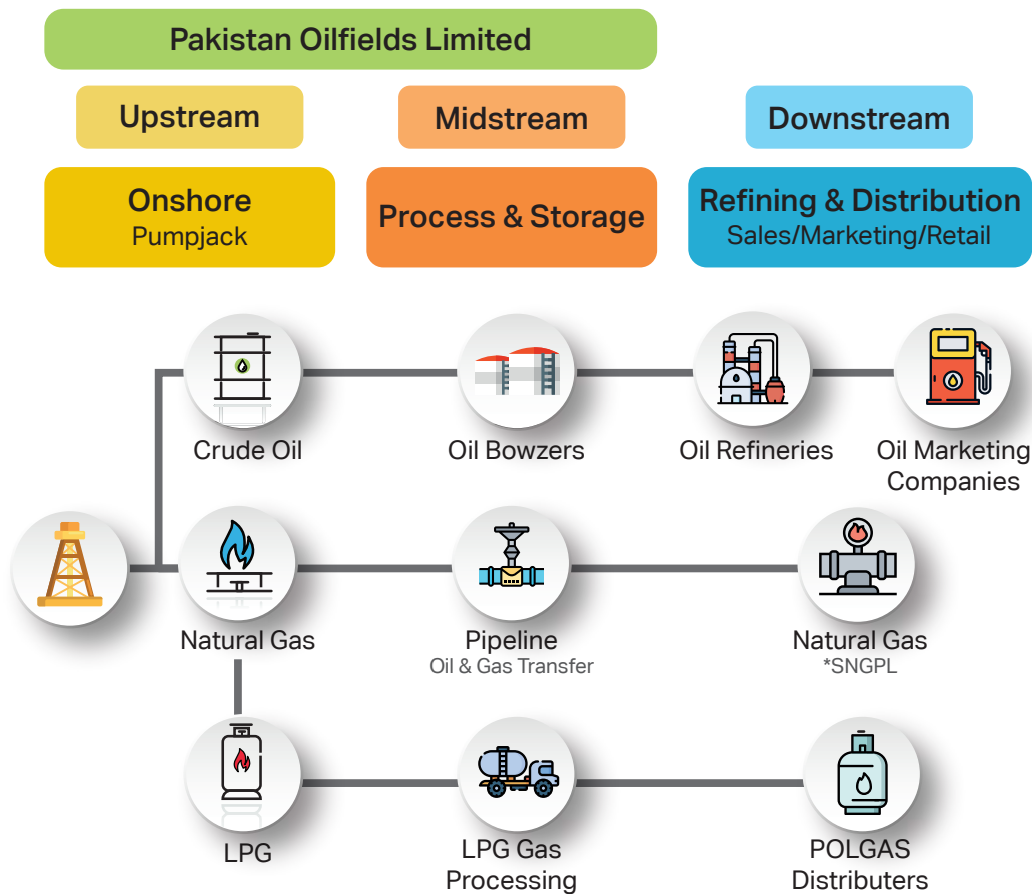 Pakistan Oilfields Limited
Upstream
Midstream
Downstream
Onshore
Pumpjack
Process & Storage
Refining & Distribution
Sales/Marketing/Retail
Crude Oil
Oil Bowzers
Oil Refineries
Oil Marketing
Companies
Natural Gas
Pipeline
Oil & Gas Transfer
Natural Gas
*SNGPL
LPG
LPG Gas
Processing
POLGAS
Distributers